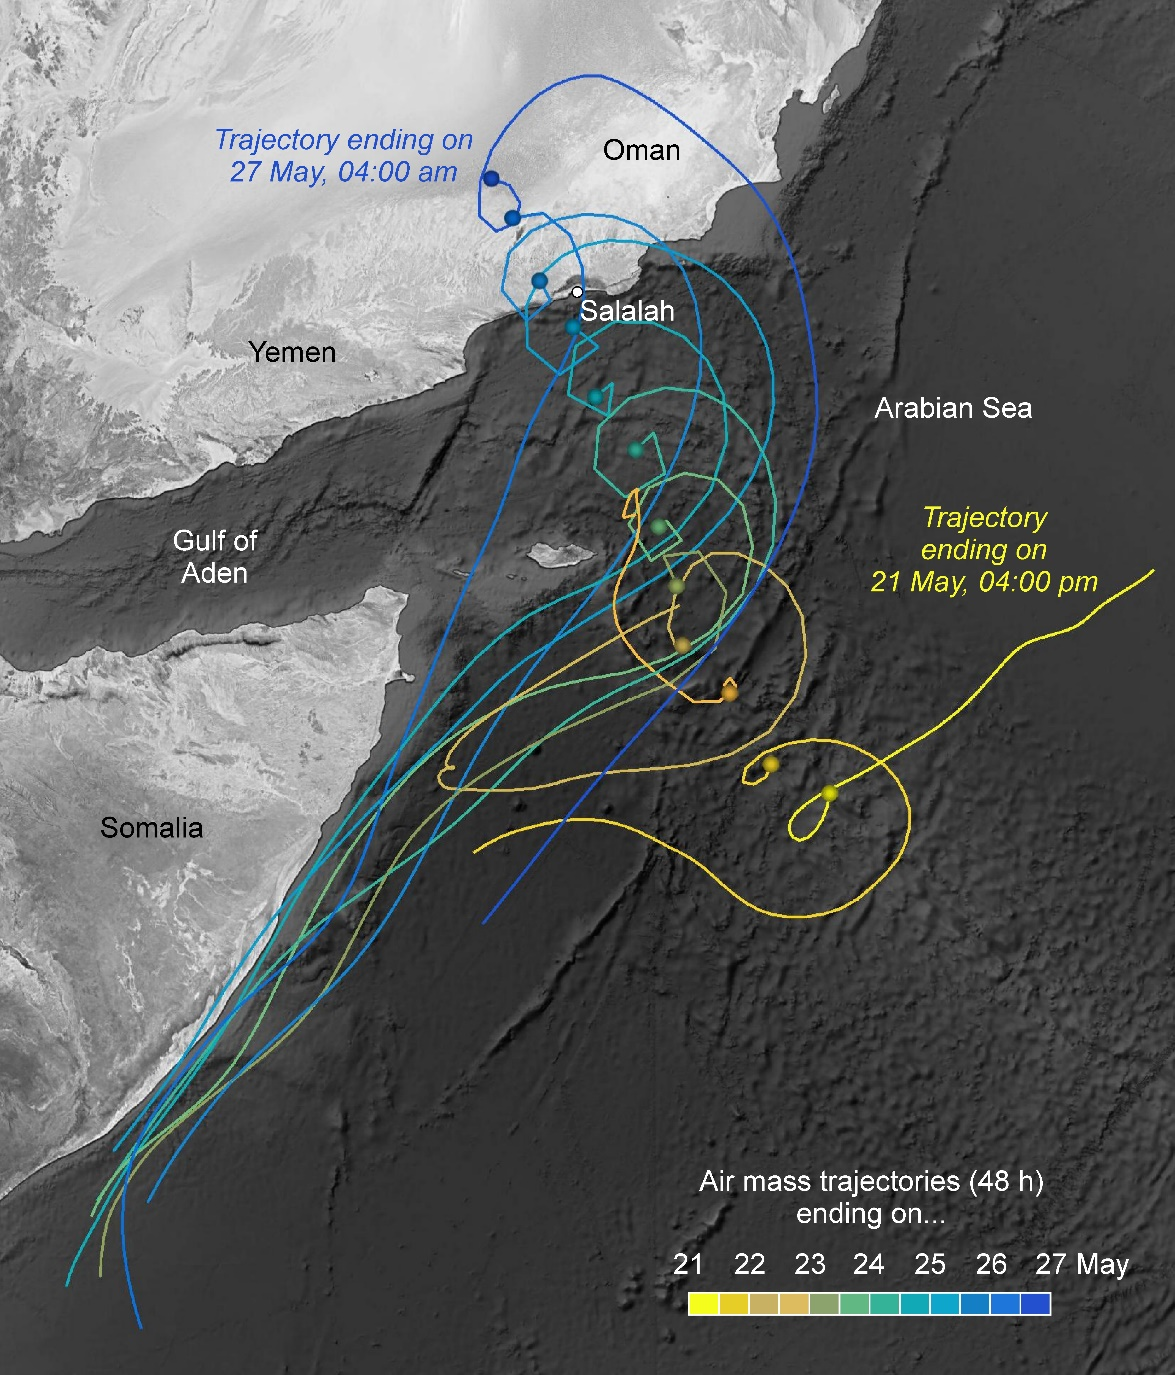 Trajectory ending on
27 May, 04:00 am
Oman
Salalah
Yemen
Arabian Sea
Gulf of
Aden
Trajectory
ending on
21 May, 04:00 pm
Somalia
Air mass trajectories (48 h)
ending on...
21 22 23 24 25 26 27 May